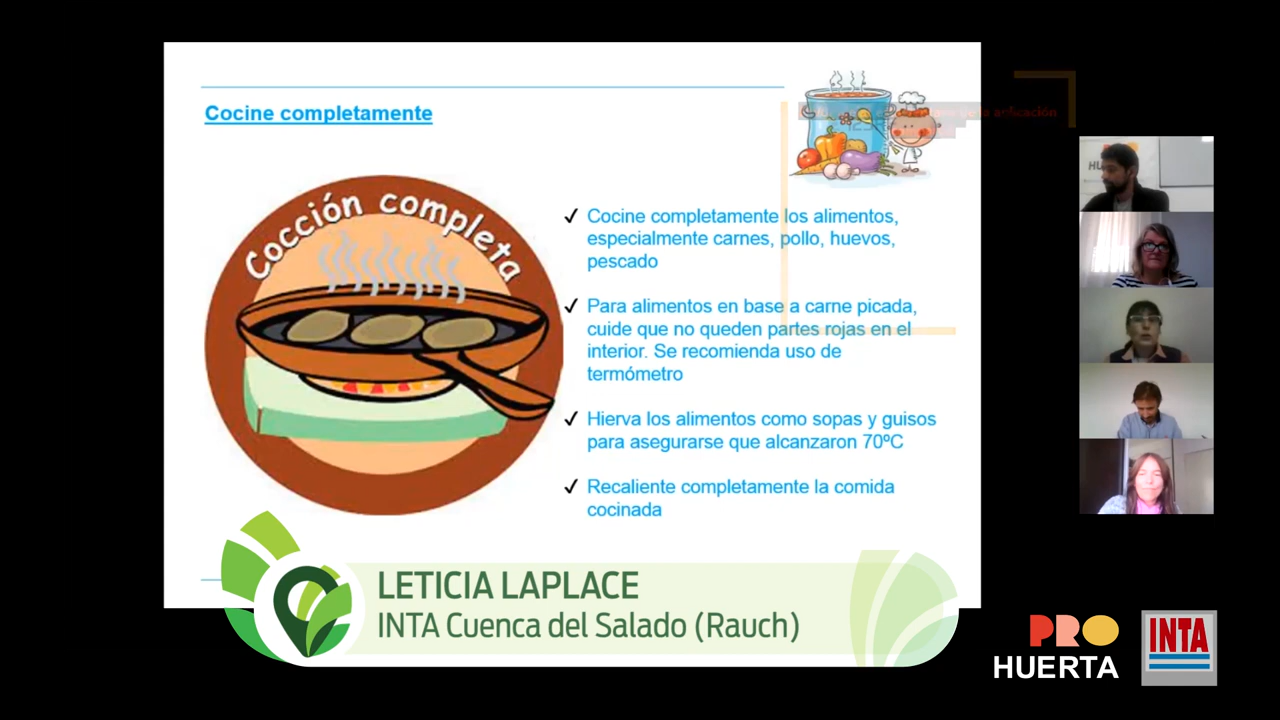 Cocine completamente
Cocción completa
✓ Cocine completamente los alimentos,
especialmente carnes, pollo, huevos,
pescado
✓ Para alimentos en base a carne picada,
cuide que no queden partes rojas en el
interior. Se recomienda uso de
termómetro
✓ Hierva los alimentos como sopas y guisos
para asegurarse que alcanzaron 70ºC
✓ Recaliente completamente la comida
cocinada
LETICIA LAPLACE
INTA Cuenca del Salado (Rauch)
PRO
HUERTA
INTA